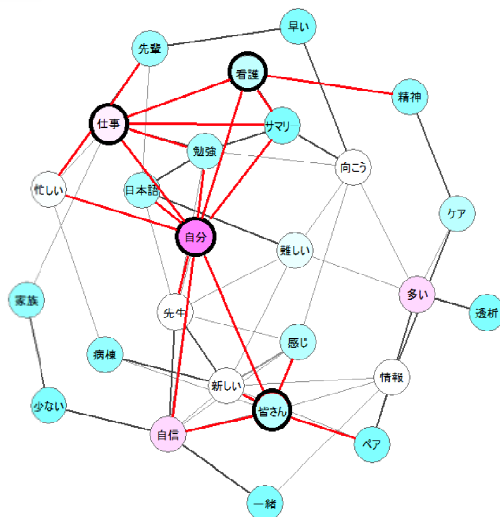 早い
先輩
看護
精神
仕事
サマリ
勉強
向こう
忙しい
日本語
ケア
自分
難しい
多い
家族
先生
透析
感じ
病棟
情報
新しい
少ない
皆さん
自信
ペア
一緒